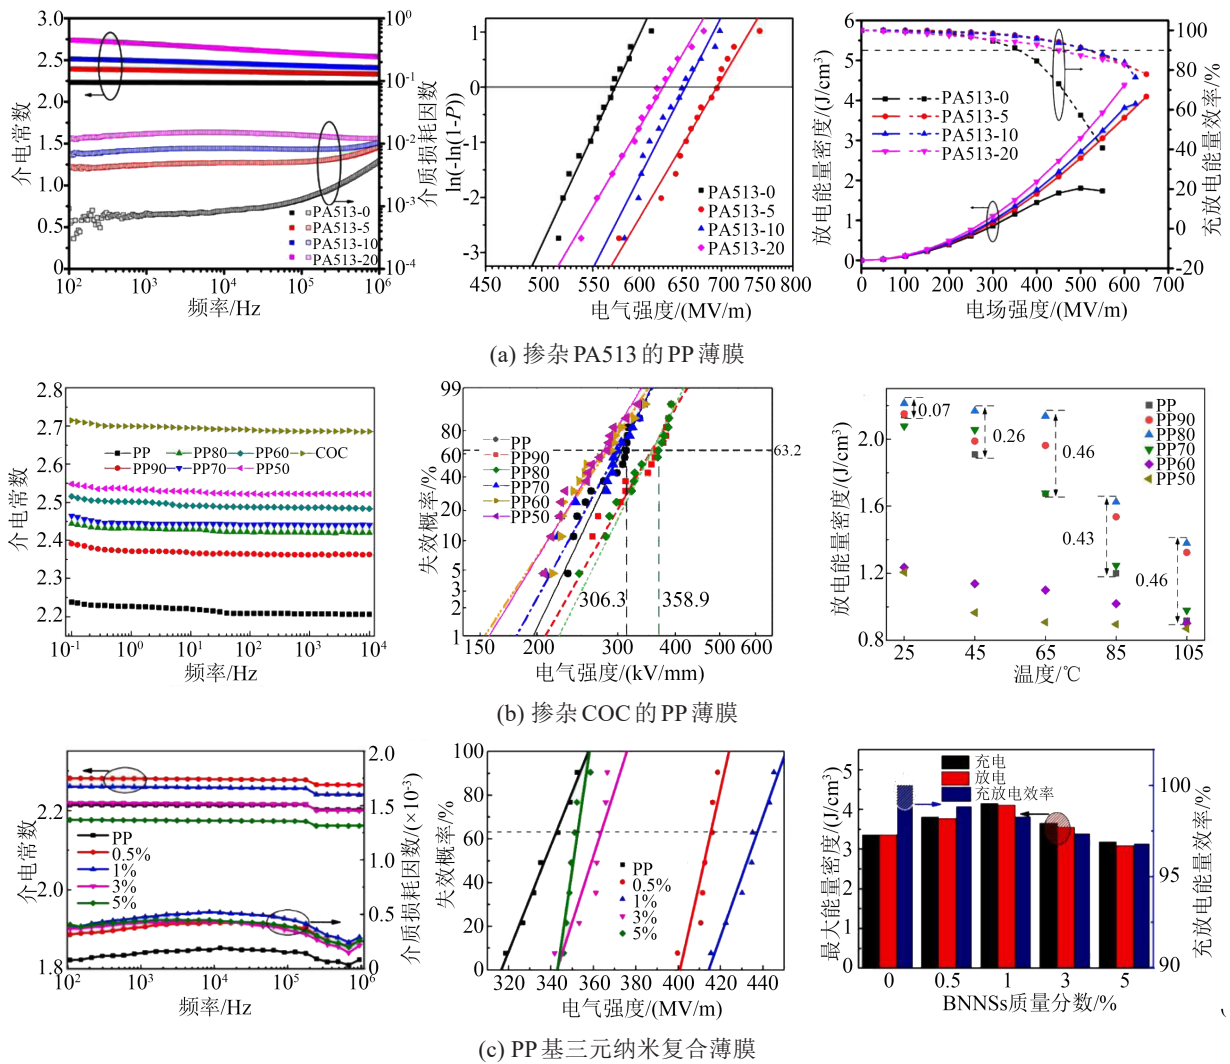 3.0
2.5
2.0
1.5
1.0
0.5
0
介电常数
10^0
10^-1
10^-2
10^-3
10^-4
介质损耗因数
PA513-0
PA513-5
PA513-10
PA513-20
10^2 10^3 10^4 10^5 10^6
频率/Hz
1
0
-1
-2
-3
ln(-ln(1-P))
PA513-0
PA513-5
PA513-10
PA513-20
450 500 550 600 650 700 750 800
电气强度/(MV/m)
6
5
4
3
2
1
0
放电能量密度/(J/cm³)
100
80
60
40
20
0
-20
充放电能量效率/%
PA513-0
PA513-5
PA513-10
PA513-20
0 100 200 300 400 500 600 700
电场强度/(MV/m)
(a) 掺杂PA513的PP薄膜
2.8
2.7
2.6
2.5
2.4
2.3
2.2
介电常数
PP PP80 PP60 COC
PP90 PP70 PP50
10^-1 10^0 10^1 10^2 10^3 10^4
频率/Hz
99
80
60
40
20
10
5
3
2
1
失效概率/%
63.2
PP
PP90
PP80
PP70
PP60
PP50
306.3 358.9
150 200 300 400 500 600
电气强度/(kV/mm)
2.0
1.6
1.2
0.8
放电能量密度/(J/cm³)
0.07
0.26
0.46
0.43
0.46
PP
PP90
PP80
PP70
PP60
PP50
25 45 65 85 105
温度/℃
(b) 掺杂COC的PP薄膜
2.2
2.0
1.8
介电常数
2.0
1.5
1.0
0.5
0
介质损耗因数/(×10^-3)
PP
0.5%
1%
3%
5%
10^2 10^3 10^4 10^5 10^6
频率/Hz
100
80
60
40
20
0
失效概率/%
PP
0.5%
1%
3%
5%
320 340 360 380 400 420 440
电气强度/(MV/m)
5
4
3
2
1
0
最大能量密度/(J/cm³)
充电
放电
充放电效率
100
95
90
充放电能量效率/%
0 0.5 1 3 5
BNNSs质量分数/%
(c) PP基三元纳米复合薄膜